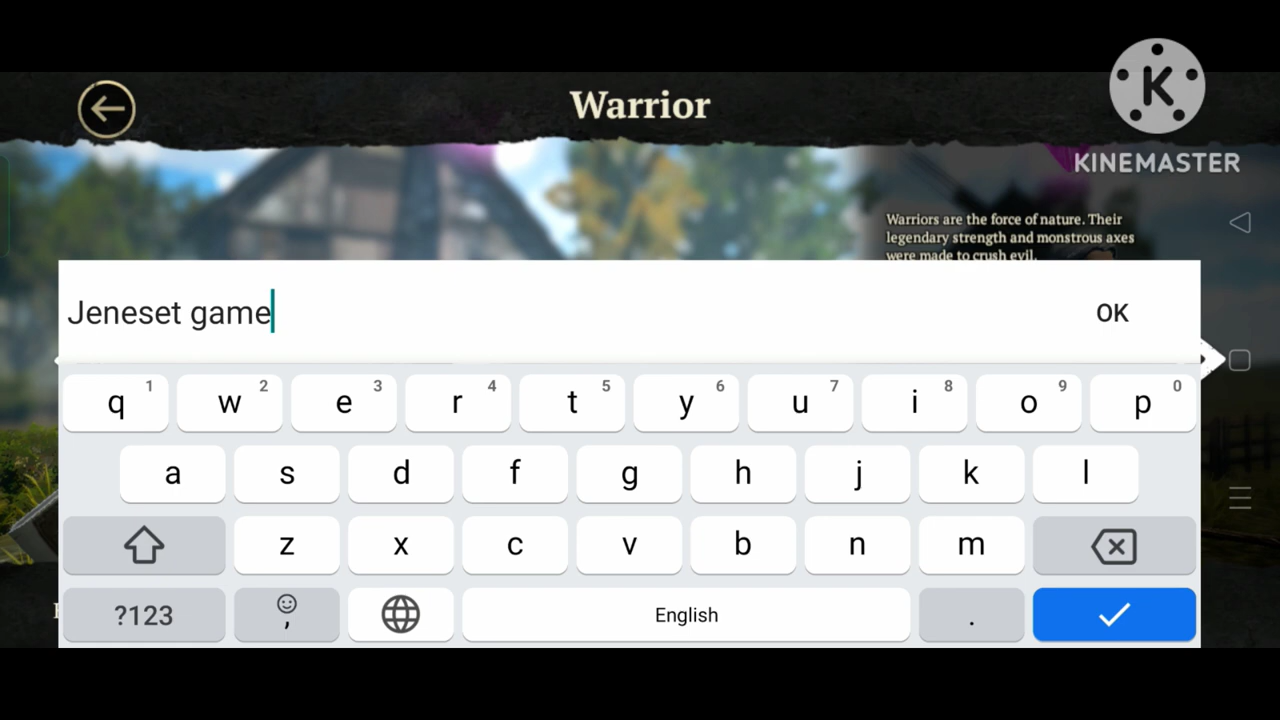 Warrior
K
KINEMASTER
Warriors are the force of nature. Their
legendary strength and monstrous axes
were made to crush evil.
Jeneset game
OK
q 1 w 2 e 3 r 4 t 5 y 6 u 7 i 8 o 9 p 0
a s d f g h j k l
z x c v b n m
?123 , English .